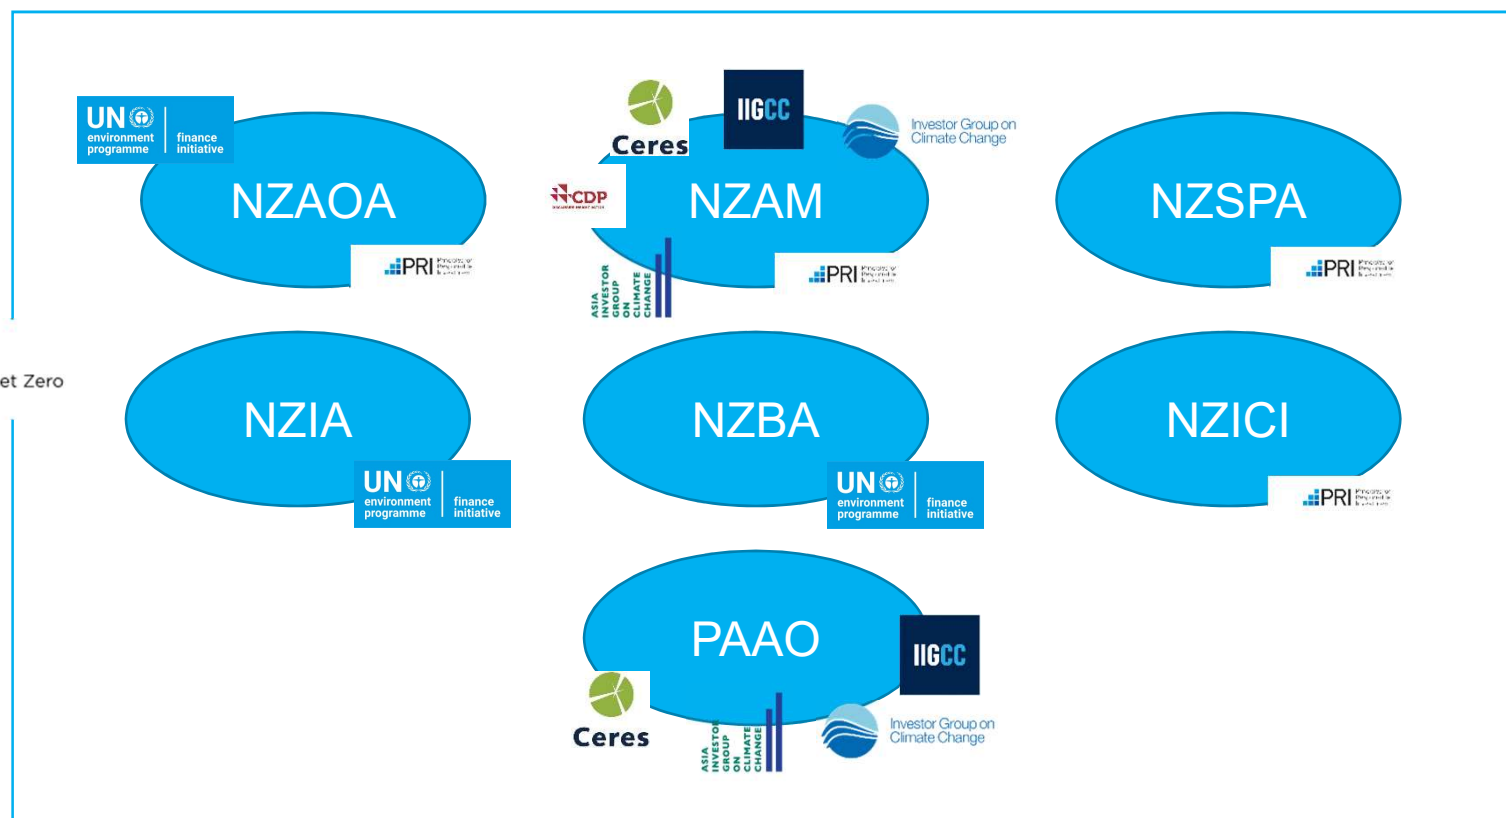 UN
environment
programme
finance
initiative
NZAOA
PRI
Ceres
IIGCC
Investor Group on
Climate Change
CDP
NZAM
ASIA
INVESTOR
GROUP
ON
CLIMATE
CHANGE
PRI
NZSPA
PRI
et Zero
NZIA
UN
environment
programme
finance
initiative
NZBA
UN
environment
programme
finance
initiative
NZICI
PRI
PAAO
IIGCC
Ceres
ASIA
INVESTOR
GROUP
ON
CLIMATE
CHANGE
Investor Group on
Climate Change